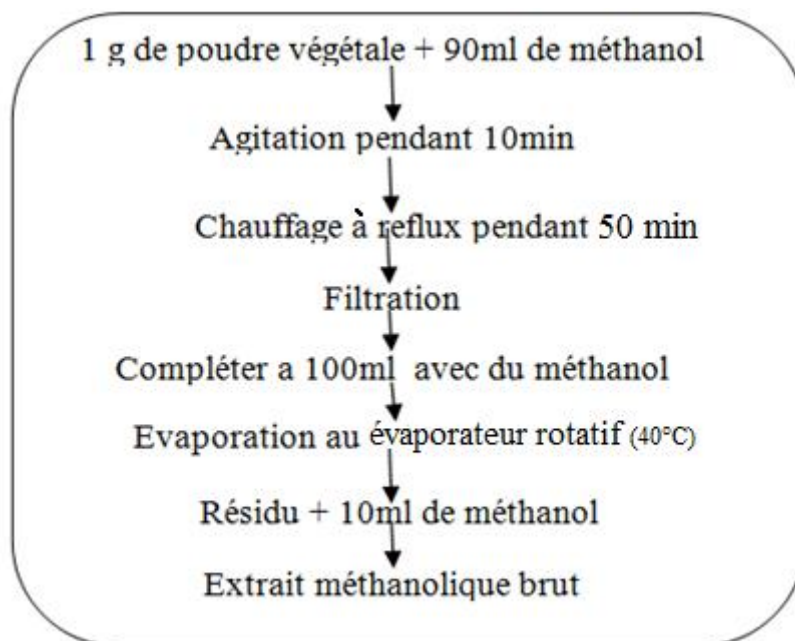 1 g de poudre végétale + 90ml de méthanol
Agitation pendant 10min
Chauffage à reflux pendant 50 min
Filtration
Compléter a 100ml avec du méthanol
Evaporation au évaporateur rotatif (40°C)
Résidu + 10ml de méthanol
Extrait méthanolique brut